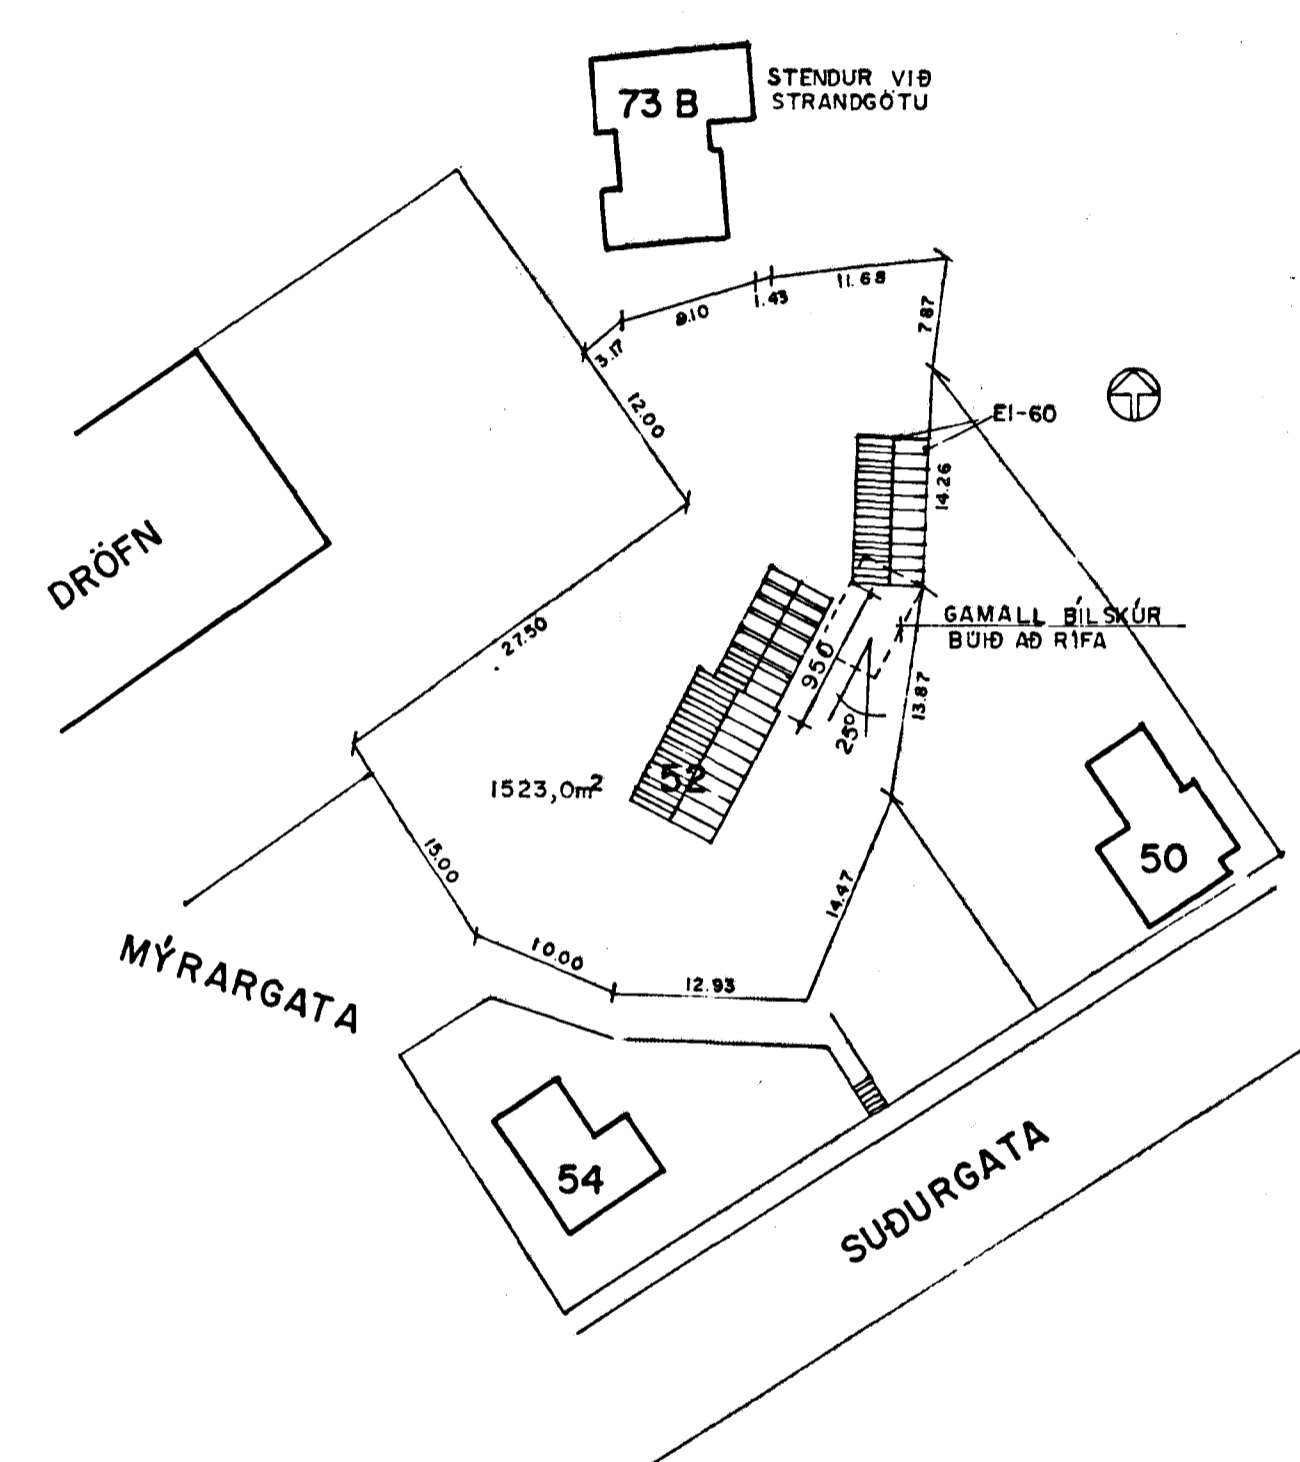 73 B
STENDUR VIÐ
STRANDGÖTU
11.68
1.43
9.10
7.87
3.17
12.00
EI-60
14.26
DRÖFN
27.50
GAMALL BÍLSKÚR
BÚIÐ AÐ RÍFA
950
25°
13.87
52
1523,0m²
15.00
50
14.47
10.00
12.93
MÝRARGATA
54
SUÐURGATA